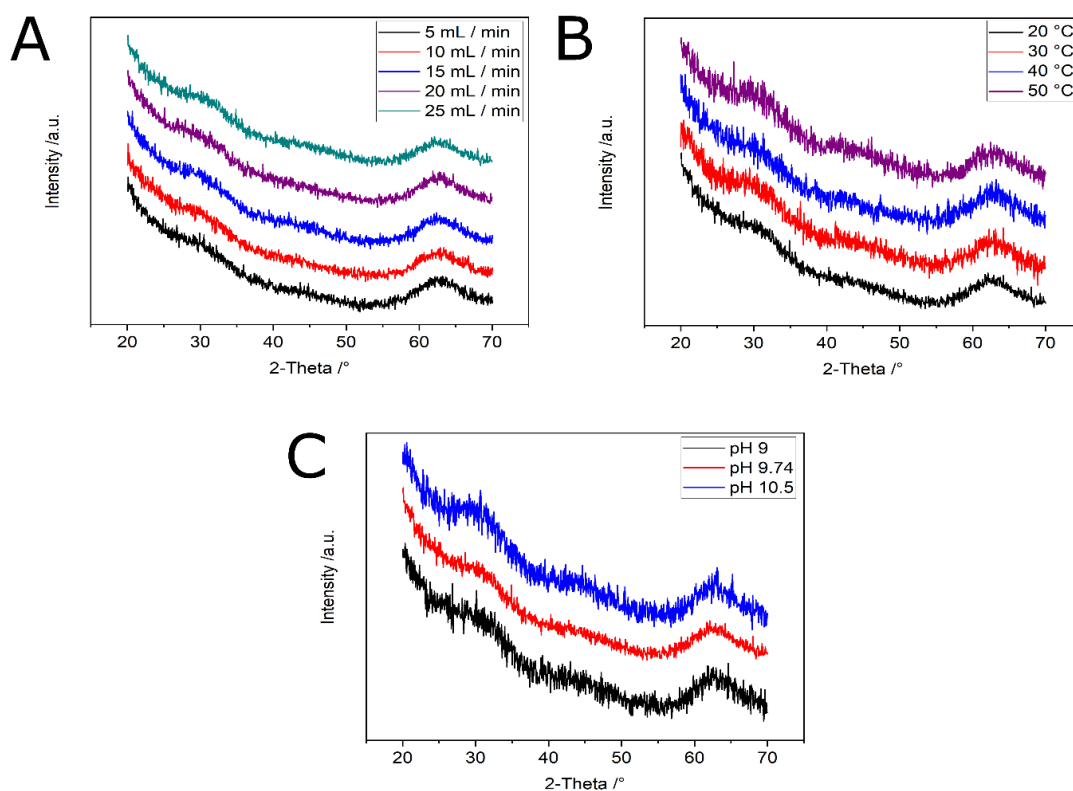 A
5 mL / min
10 mL / min
15 mL / min
20 mL / min
25 mL / min
Intensity /a.u.
20 30 40 50 60 70
2-Theta /°
B
20 °C
30 °C
40 °C
50 °C
Intensity /a.u.
20 30 40 50 60 70
2-Theta /°
C
pH 9
pH 9.74
pH 10.5
Intensity /a.u.
20 30 40 50 60 70
2-Theta /°